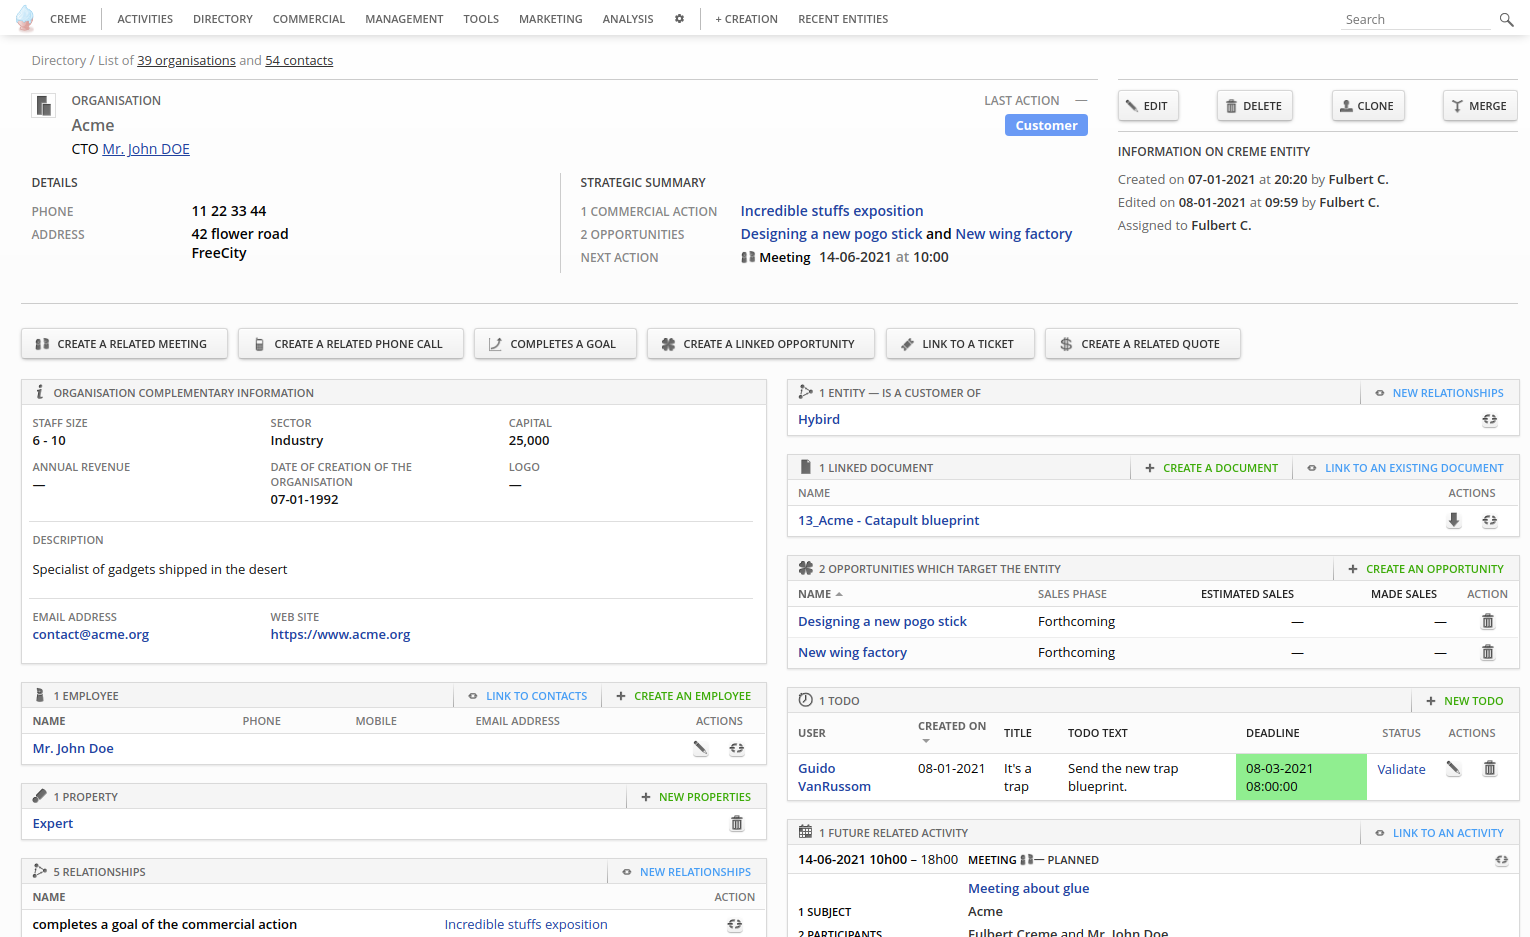 CREME ACTIVITIES DIRECTORY COMMERCIAL MANAGEMENT TOOLS MARKETING ANALYSIS + CREATION RECENT ENTITIES Search
Directory / List of 39 organisations and 54 contacts
ORGANISATION
LAST ACTION —
Acme
Customer
CTO Mr. John DOE
DETAILS
PHONE 11 22 33 44
ADDRESS 42 flower road
FreeCity
STRATEGIC SUMMARY
1 COMMERCIAL ACTION Incredible stuffs exposition
2 OPPORTUNITIES Designing a new pogo stick and New wing factory
NEXT ACTION Meeting 14-06-2021 at 10:00
EDIT DELETE CLONE MERGE
INFORMATION ON CREME ENTITY
Created on 07-01-2021 at 20:20 by Fulbert C.
Edited on 08-01-2021 at 09:59 by Fulbert C.
Assigned to Fulbert C.
CREATE A RELATED MEETING CREATE A RELATED PHONE CALL COMPLETES A GOAL CREATE A LINKED OPPORTUNITY LINK TO A TICKET CREATE A RELATED QUOTE
ORGANISATION COMPLEMENTARY INFORMATION
STAFF SIZE SECTOR CAPITAL
6 - 10 Industry 25,000
ANNUAL REVENUE DATE OF CREATION OF THE LOGO
ORGANISATION
— 07-01-1992 —
DESCRIPTION
Specialist of gadgets shipped in the desert
EMAIL ADDRESS WEB SITE
contact@acme.org https://www.acme.org
1 EMPLOYEE LINK TO CONTACTS + CREATE AN EMPLOYEE
NAME PHONE MOBILE EMAIL ADDRESS ACTIONS
Mr. John Doe
1 PROPERTY + NEW PROPERTIES
Expert
5 RELATIONSHIPS NEW RELATIONSHIPS
NAME ACTION
completes a goal of the commercial action Incredible stuffs exposition
1 ENTITY — IS A CUSTOMER OF NEW RELATIONSHIPS
Hybird
1 LINKED DOCUMENT + CREATE A DOCUMENT LINK TO AN EXISTING DOCUMENT
NAME ACTIONS
13_Acme - Catapult blueprint
2 OPPORTUNITIES WHICH TARGET THE ENTITY + CREATE AN OPPORTUNITY
NAME SALES PHASE ESTIMATED SALES MADE SALES ACTION
Designing a new pogo stick Forthcoming — —
New wing factory Forthcoming — —
1 TODO + NEW TODO
USER CREATED ON TITLE TODO TEXT DEADLINE STATUS ACTIONS
Guido 08-01-2021 It's a Send the new trap 08-03-2021 Validate
VanRussom trap blueprint. 08:00:00
1 FUTURE RELATED ACTIVITY LINK TO AN ACTIVITY
14-06-2021 10h00 – 18h00 MEETING — PLANNED
Meeting about glue
1 SUBJECT Acme
2 PARTICIPANTS Fulbert Creme and Mr. John Doe